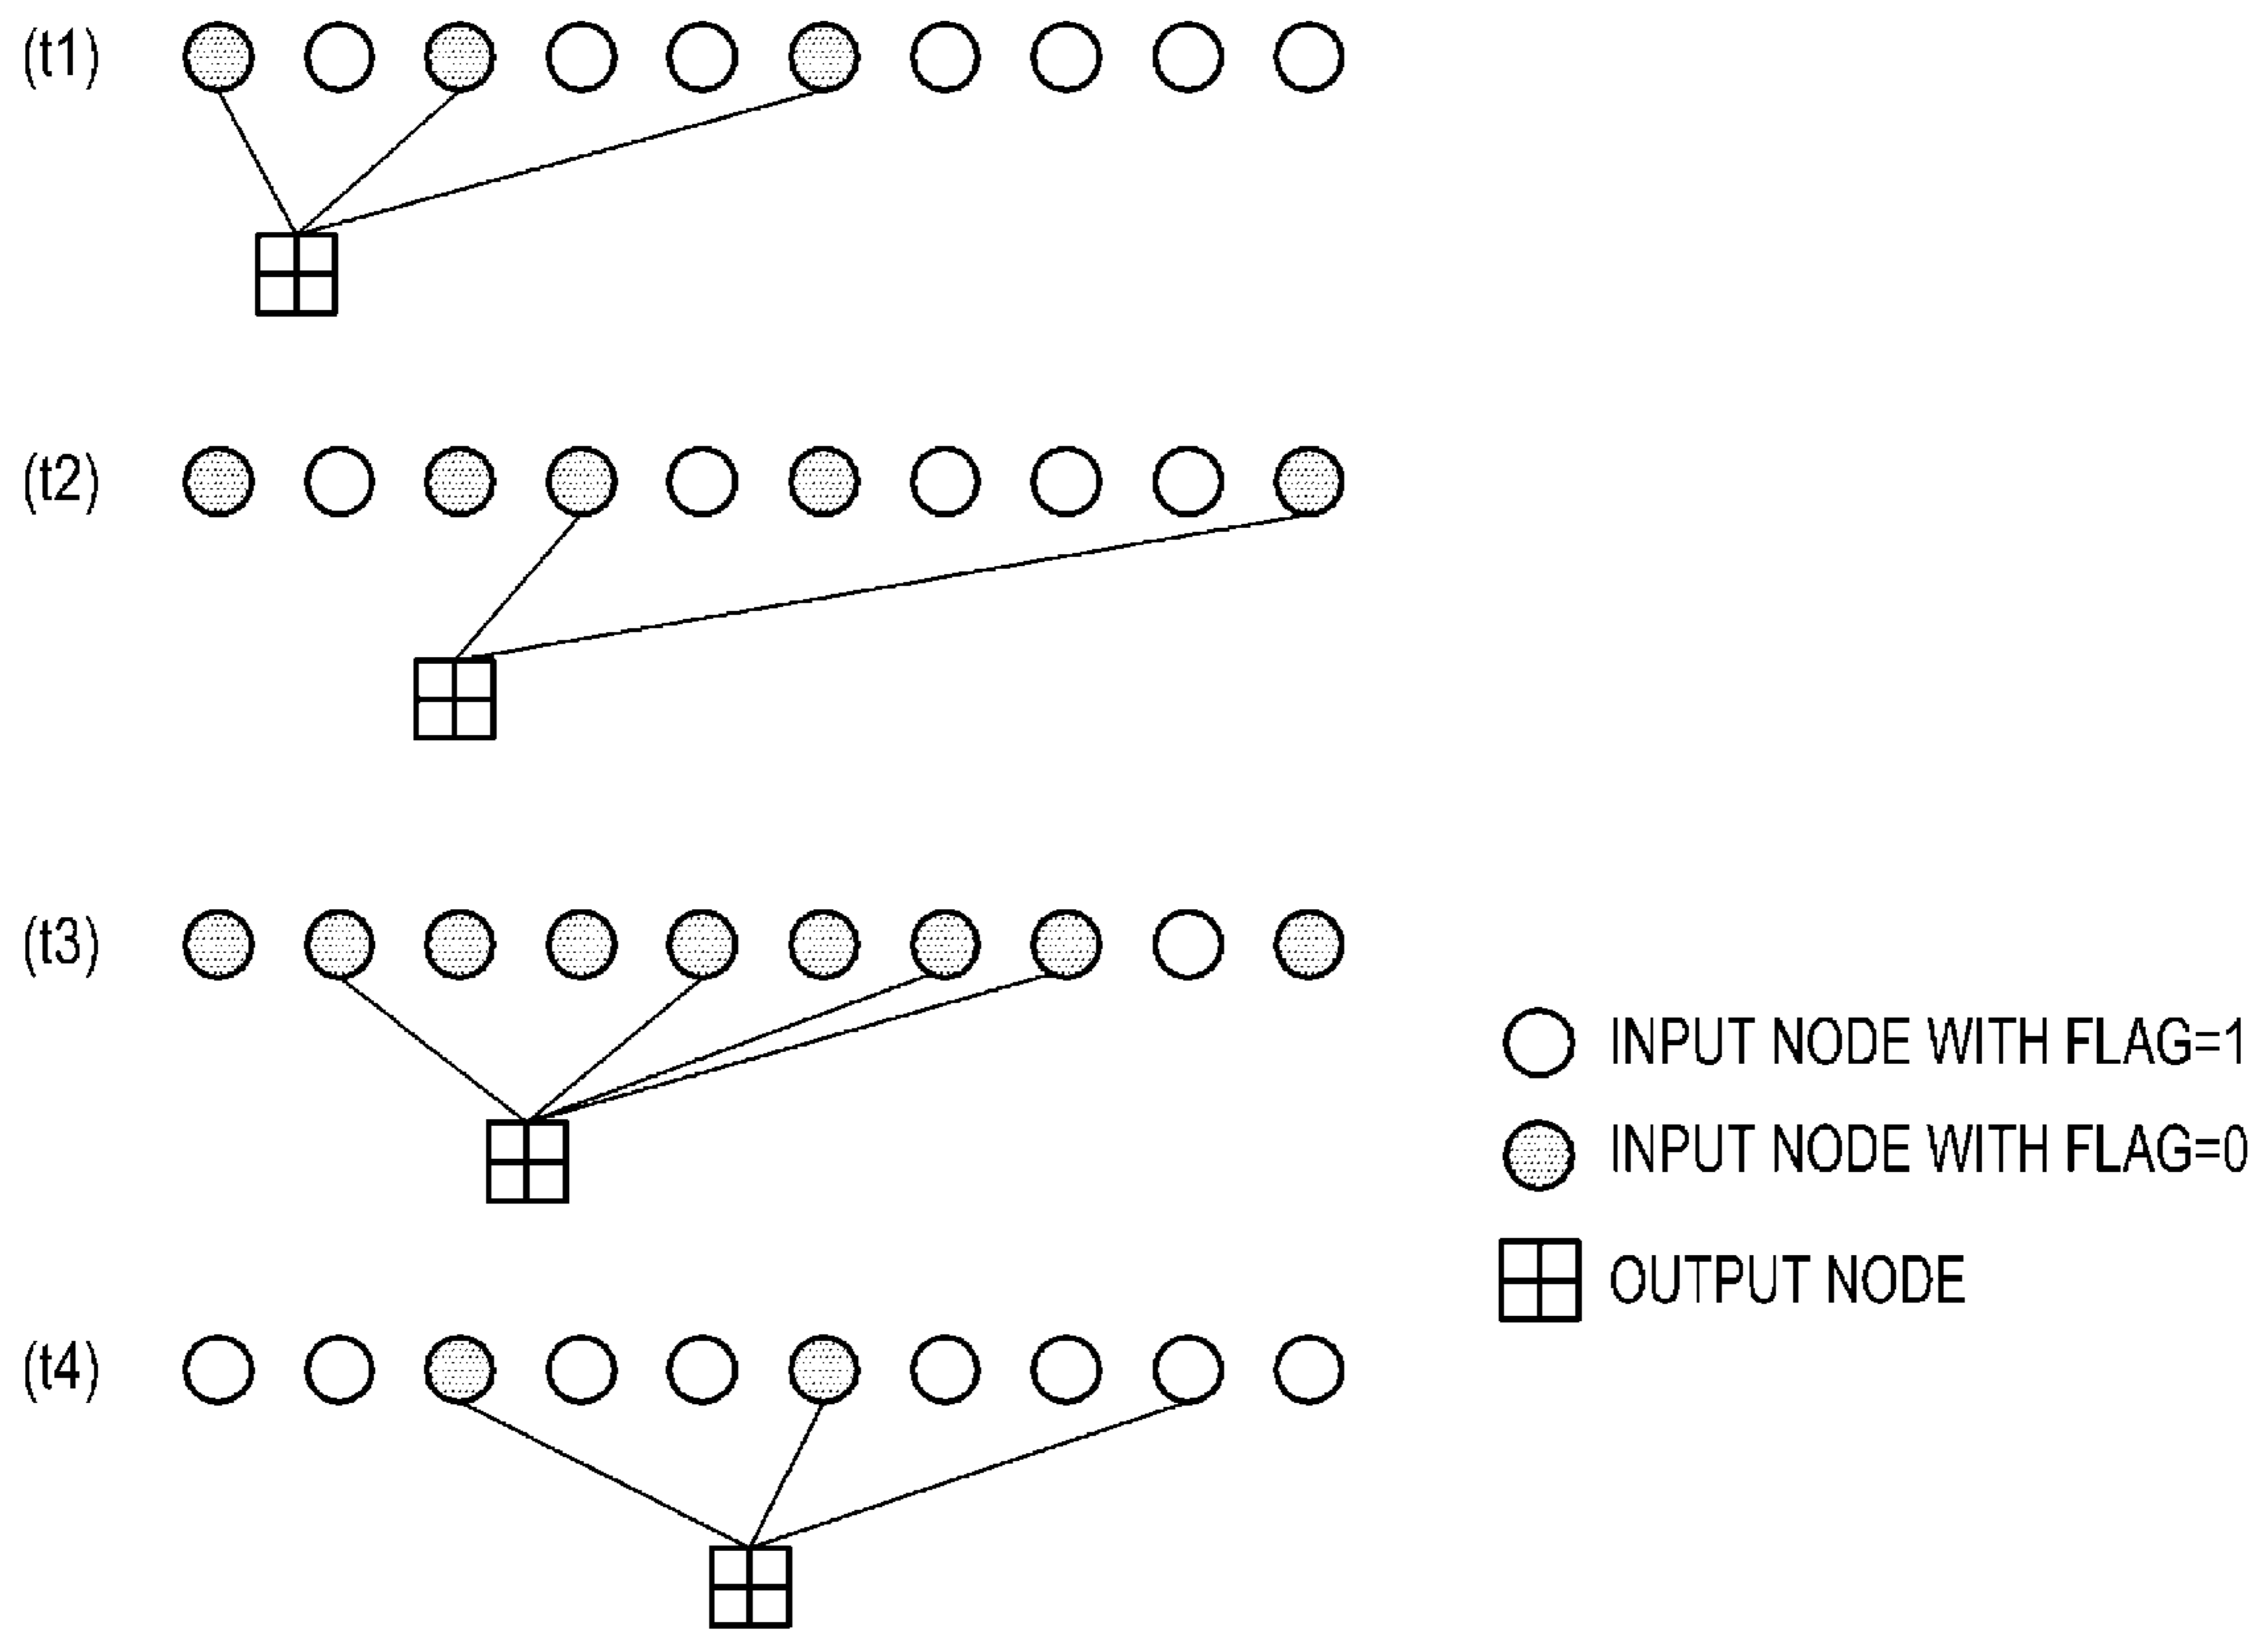 (t1)
(t2)
(t3)
INPUT NODE WITH FLAG=1
INPUT NODE WITH FLAG=0
OUTPUT NODE
(t4)